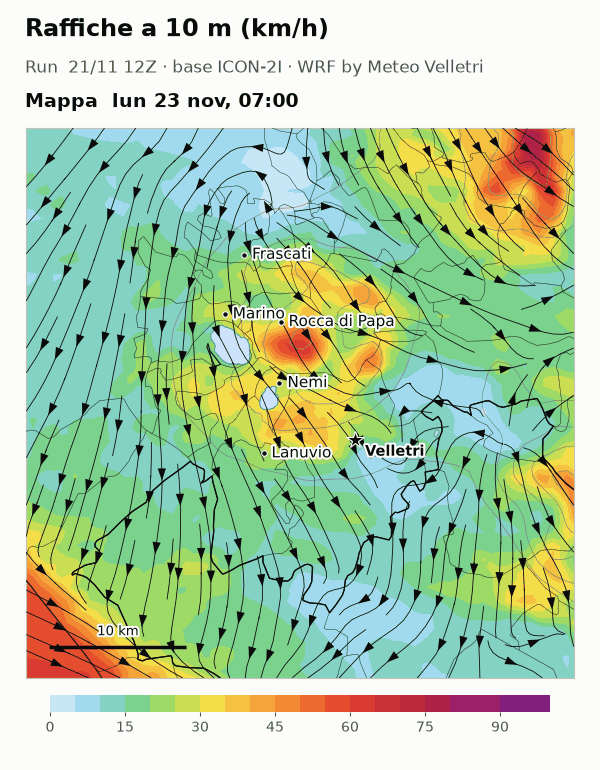 Raffiche a 10 m (km/h)
Run  21/11 12Z · base ICON-2I · WRF by Meteo Velletri
Mappa  lun 23 nov, 07:00
Frascati
Marino
Rocca di Papa
Nemi
Velletri
Lanuvio
10 km
0 15 30 45 60 75 90